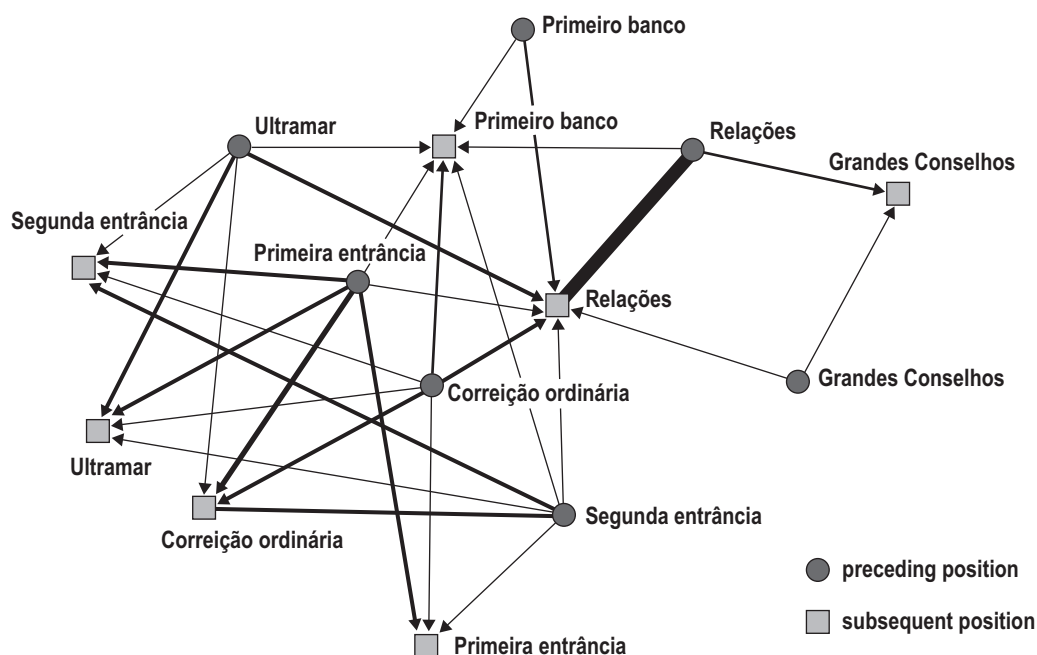 Primeiro banco
Ultramar
Primeiro banco
Relações
Grandes Conselhos
Segunda entrância
Primeira entrância
Relações
Grandes Conselhos
Correição ordinária
Ultramar
Segunda entrância
Correição ordinária
preceding position
subsequent position
Primeira entrância